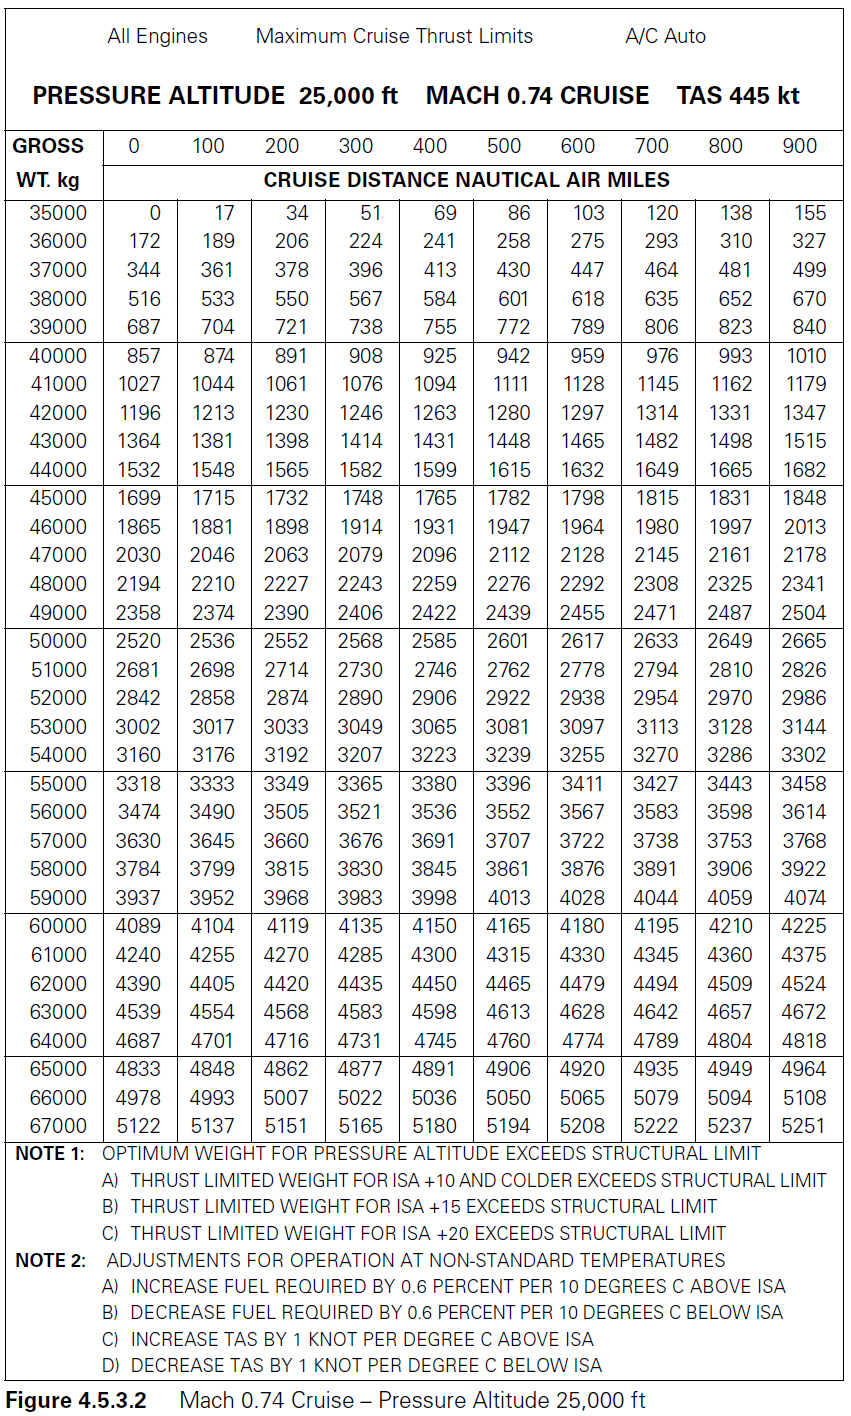 All Engines Maximum Cruise Thrust Limits A/C Auto
PRESSURE ALTITUDE 25,000 ft MACH 0.74 CRUISE TAS 445 kt
GROSS 0 100 200 300 400 500 600 700 800 900
WT. kg CRUISE DISTANCE NAUTICAL AIR MILES
35000 0 17 34 51 69 86 103 120 138 155
36000 172 189 206 224 241 258 275 293 310 327
37000 344 361 378 396 413 430 447 464 481 499
38000 516 533 550 567 584 601 618 635 652 670
39000 687 704 721 738 755 772 789 806 823 840
40000 857 874 891 908 925 942 959 976 993 1010
41000 1027 1044 1061 1076 1094 1111 1128 1145 1162 1179
42000 1196 1213 1230 1246 1263 1280 1297 1314 1331 1347
43000 1364 1381 1398 1414 1431 1448 1465 1482 1498 1515
44000 1532 1548 1565 1582 1599 1615 1632 1649 1665 1682
45000 1699 1715 1732 1748 1765 1782 1798 1815 1831 1848
46000 1865 1881 1898 1914 1931 1947 1964 1980 1997 2013
47000 2030 2046 2063 2079 2096 2112 2128 2145 2161 2178
48000 2194 2210 2227 2243 2259 2276 2292 2308 2325 2341
49000 2358 2374 2390 2406 2422 2439 2455 2471 2487 2504
50000 2520 2536 2552 2568 2585 2601 2617 2633 2649 2665
51000 2681 2698 2714 2730 2746 2762 2778 2794 2810 2826
52000 2842 2858 2874 2890 2906 2922 2938 2954 2970 2986
53000 3002 3017 3033 3049 3065 3081 3097 3113 3128 3144
54000 3160 3176 3192 3207 3223 3239 3255 3270 3286 3302
55000 3318 3333 3349 3365 3380 3396 3411 3427 3443 3458
56000 3474 3490 3505 3521 3536 3552 3567 3583 3598 3614
57000 3630 3645 3660 3676 3691 3707 3722 3738 3753 3768
58000 3784 3799 3815 3830 3845 3861 3876 3891 3906 3922
59000 3937 3952 3968 3983 3998 4013 4028 4044 4059 4074
60000 4089 4104 4119 4135 4150 4165 4180 4195 4210 4225
61000 4240 4255 4270 4285 4300 4315 4330 4345 4360 4375
62000 4390 4405 4420 4435 4450 4465 4479 4494 4509 4524
63000 4539 4554 4568 4583 4598 4613 4628 4642 4657 4672
64000 4687 4701 4716 4731 4745 4760 4774 4789 4804 4818
65000 4833 4848 4862 4877 4891 4906 4920 4935 4949 4964
66000 4978 4993 5007 5022 5036 5050 5065 5079 5094 5108
67000 5122 5137 5151 5165 5180 5194 5208 5222 5237 5251
NOTE 1: OPTIMUM WEIGHT FOR PRESSURE ALTITUDE EXCEEDS STRUCTURAL LIMIT
A) THRUST LIMITED WEIGHT FOR ISA +10 AND COLDER EXCEEDS STRUCTURAL LIMIT
B) THRUST LIMITED WEIGHT FOR ISA +15 EXCEEDS STRUCTURAL LIMIT
C) THRUST LIMITED WEIGHT FOR ISA +20 EXCEEDS STRUCTURAL LIMIT
NOTE 2: ADJUSTMENTS FOR OPERATION AT NON-STANDARD TEMPERATURES
A) INCREASE FUEL REQUIRED BY 0.6 PERCENT PER 10 DEGREES C ABOVE ISA
B) DECREASE FUEL REQUIRED BY 0.6 PERCENT PER 10 DEGREES C BELOW ISA
C) INCREASE TAS BY 1 KNOT PER DEGREE C ABOVE ISA
D) DECREASE TAS BY 1 KNOT PER DEGREE C BELOW ISA
Figure 4.5.3.2 Mach 0.74 Cruise – Pressure Altitude 25,000 ft